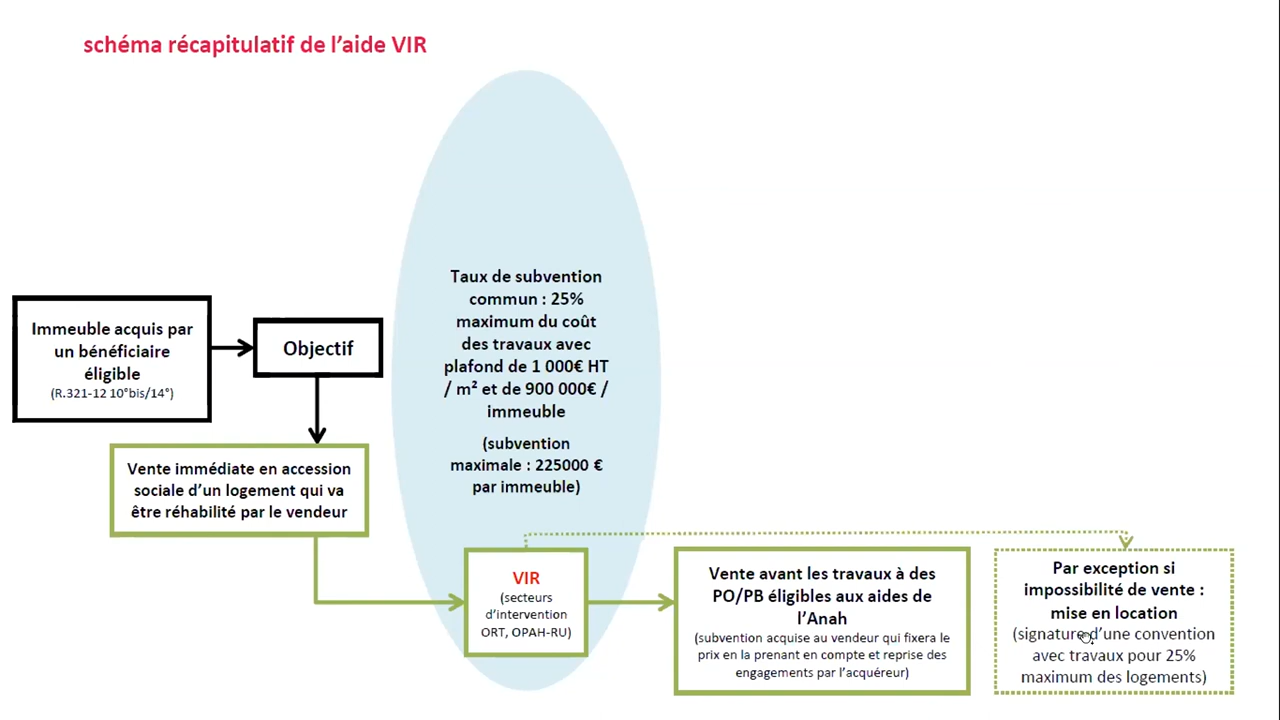 schéma récapitulatif de l’aide VIR
Taux de subvention
commun : 25%
maximum du coût
des travaux avec
plafond de 1 000€ HT
/ m² et de 900 000€ /
immeuble
(subvention
maximale : 225000 €
par immeuble)
Immeuble acquis par
un bénéficiaire
éligible
(R.321-12 10°bis/14°)
Objectif
Vente immédiate en accession
sociale d’un logement qui va
être réhabilité par le vendeur
VIR
(secteurs
d’intervention
ORT, OPAH-RU)
Vente avant les travaux à des
PO/PB éligibles aux aides de
l’Anah
(subvention acquise au vendeur qui fixera le
prix en la prenant en compte et reprise des
engagements par l’acquéreur)
Par exception si
impossibilité de vente :
mise en location
(signature d’une convention
avec travaux pour 25%
maximum des logements)